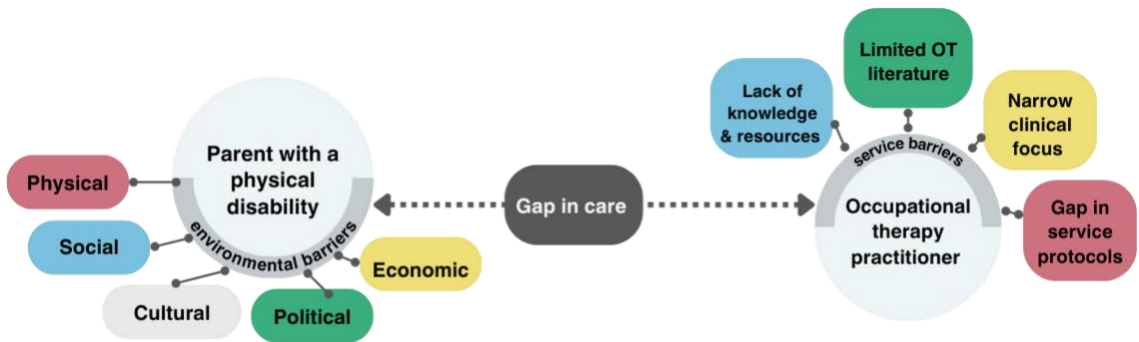 Parent with a
physical
disability
environmental barriers
Physical
Social
Cultural
Political
Economic
Gap in care
Lack of
knowledge
& resources
Limited OT
literature
Narrow
clinical
focus
Gap in
service
protocols
service barriers
Occupational
therapy
practitioner